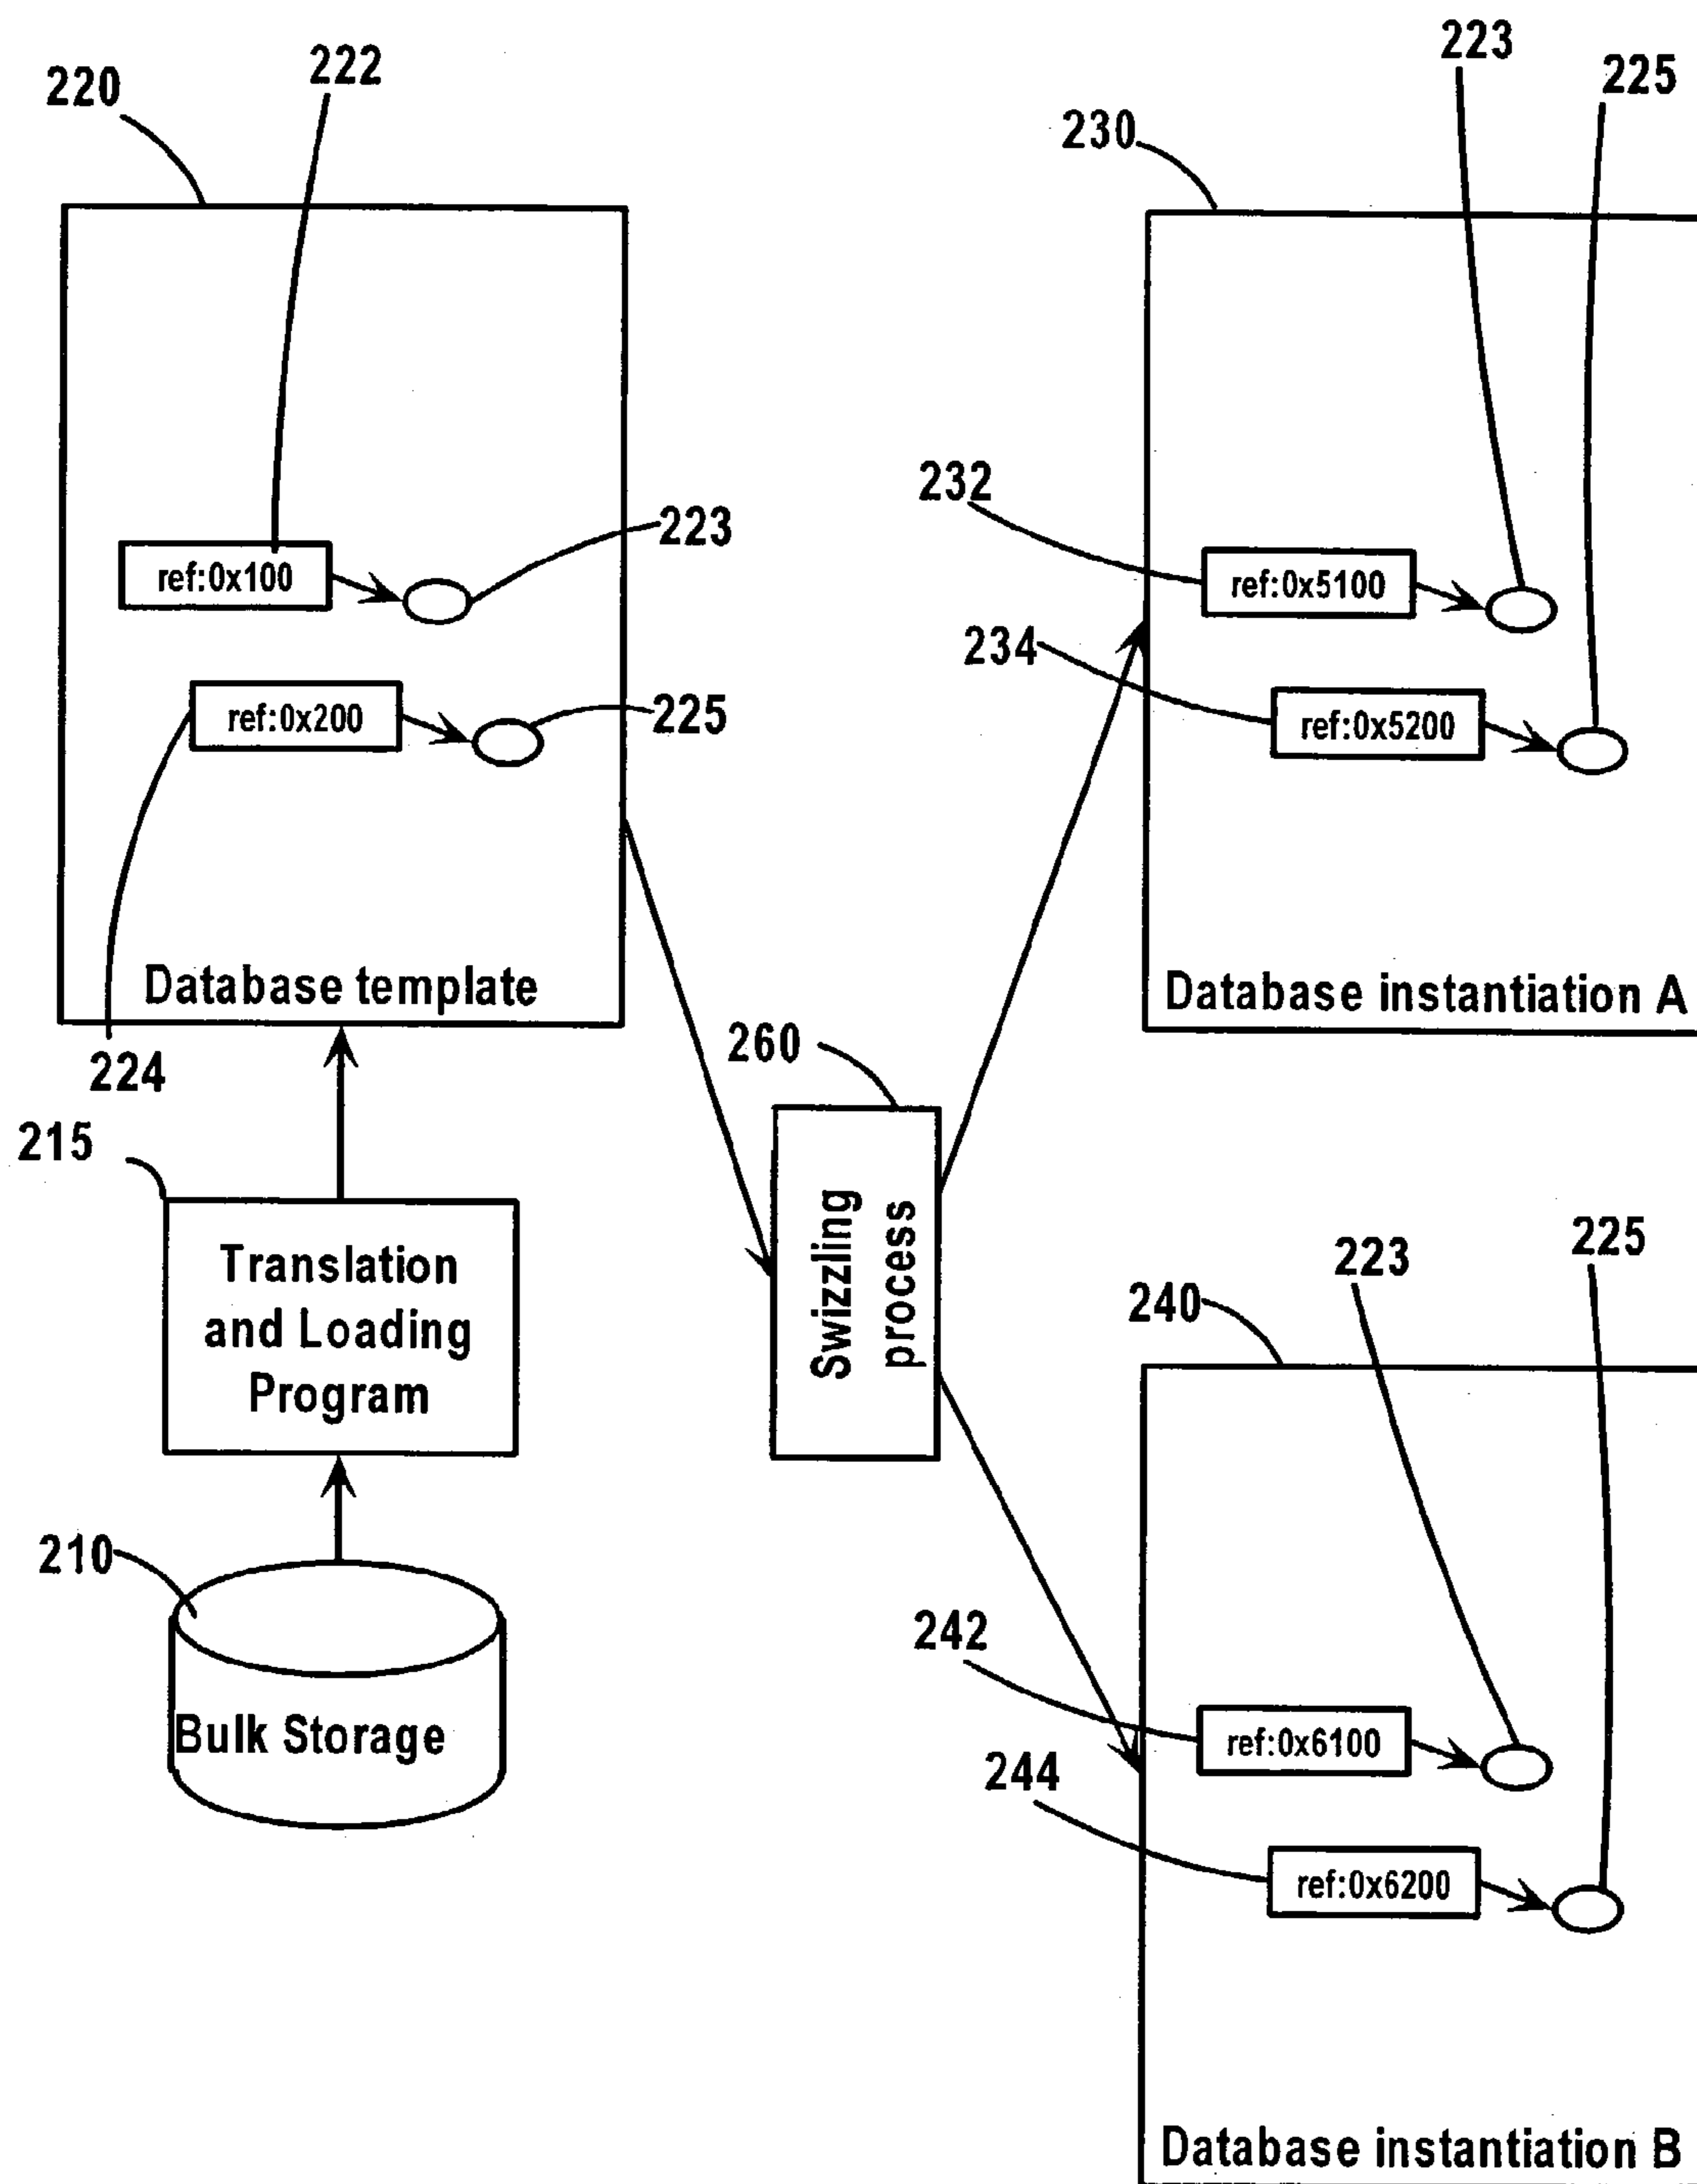 220
222
223
225
230
232
ref:0x100
223
ref:0x5100
234
ref:0x200
225
ref:0x5200
Database template
Database instantiation A
224
260
215
Translation
and Loading
Program
Swizzling
process
223
225
240
210
Bulk Storage
242
ref:0x6100
244
ref:0x6200
Database instantiation B